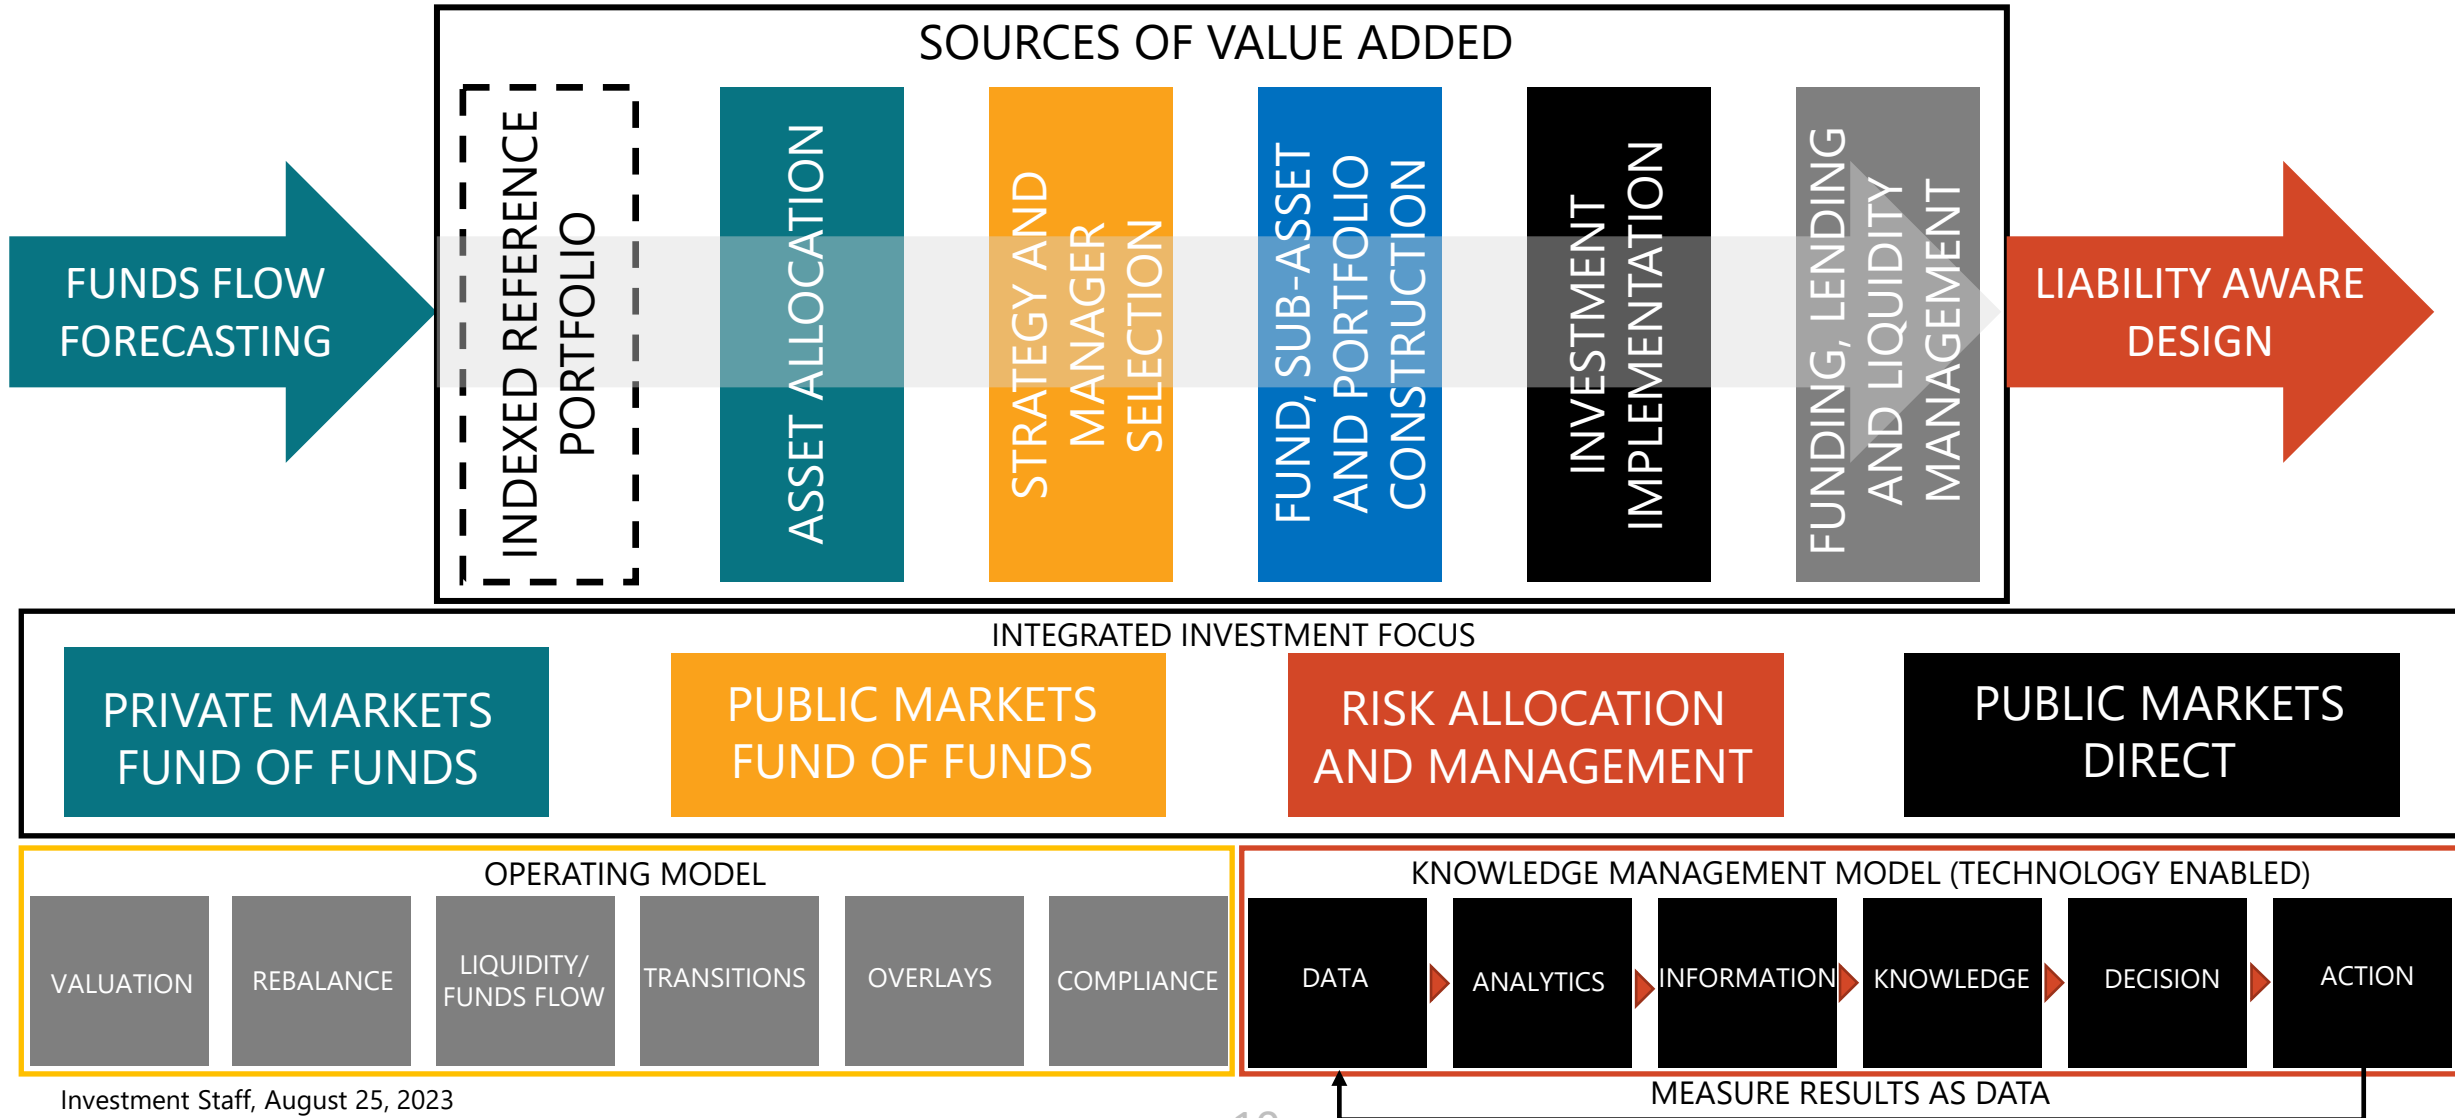 SOURCES OF VALUE ADDED
FUNDS FLOW
FORECASTING
INDEXED REFERENCE
PORTFOLIO
ASSET ALLOCATION
STRATEGY AND
MANAGER
SELECTION
FUND, SUB-ASSET
AND PORTFOLIO
CONSTRUCTION
INVESTMENT
IMPLEMENTATION
FUNDING, LENDING
AND LIQUIDITY
MANAGEMENT
LIABILITY AWARE
DESIGN
INTEGRATED INVESTMENT FOCUS
PRIVATE MARKETS
FUND OF FUNDS
PUBLIC MARKETS
FUND OF FUNDS
RISK ALLOCATION
AND MANAGEMENT
PUBLIC MARKETS
DIRECT
OPERATING MODEL
VALUATION
REBALANCE
LIQUIDITY/
FUNDS FLOW
TRANSITIONS
OVERLAYS
COMPLIANCE
KNOWLEDGE MANAGEMENT MODEL (TECHNOLOGY ENABLED)
DATA
ANALYTICS
INFORMATION
KNOWLEDGE
DECISION
ACTION
MEASURE RESULTS AS DATA
Investment Staff, August 25, 2023